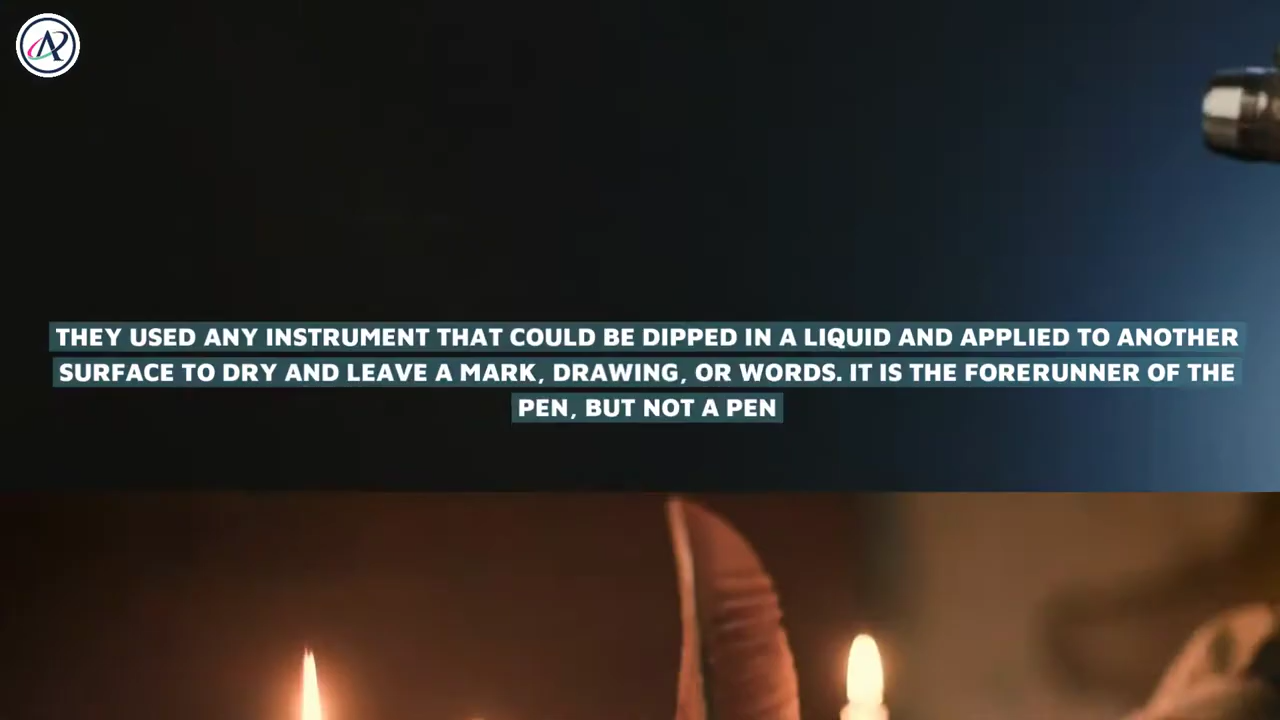 THEY USED ANY INSTRUMENT THAT COULD BE DIPPED IN A LIQUID AND APPLIED TO ANOTHER
SURFACE TO DRY AND LEAVE A MARK, DRAWING, OR WORDS. IT IS THE FORERUNNER OF THE
PEN, BUT NOT A PEN